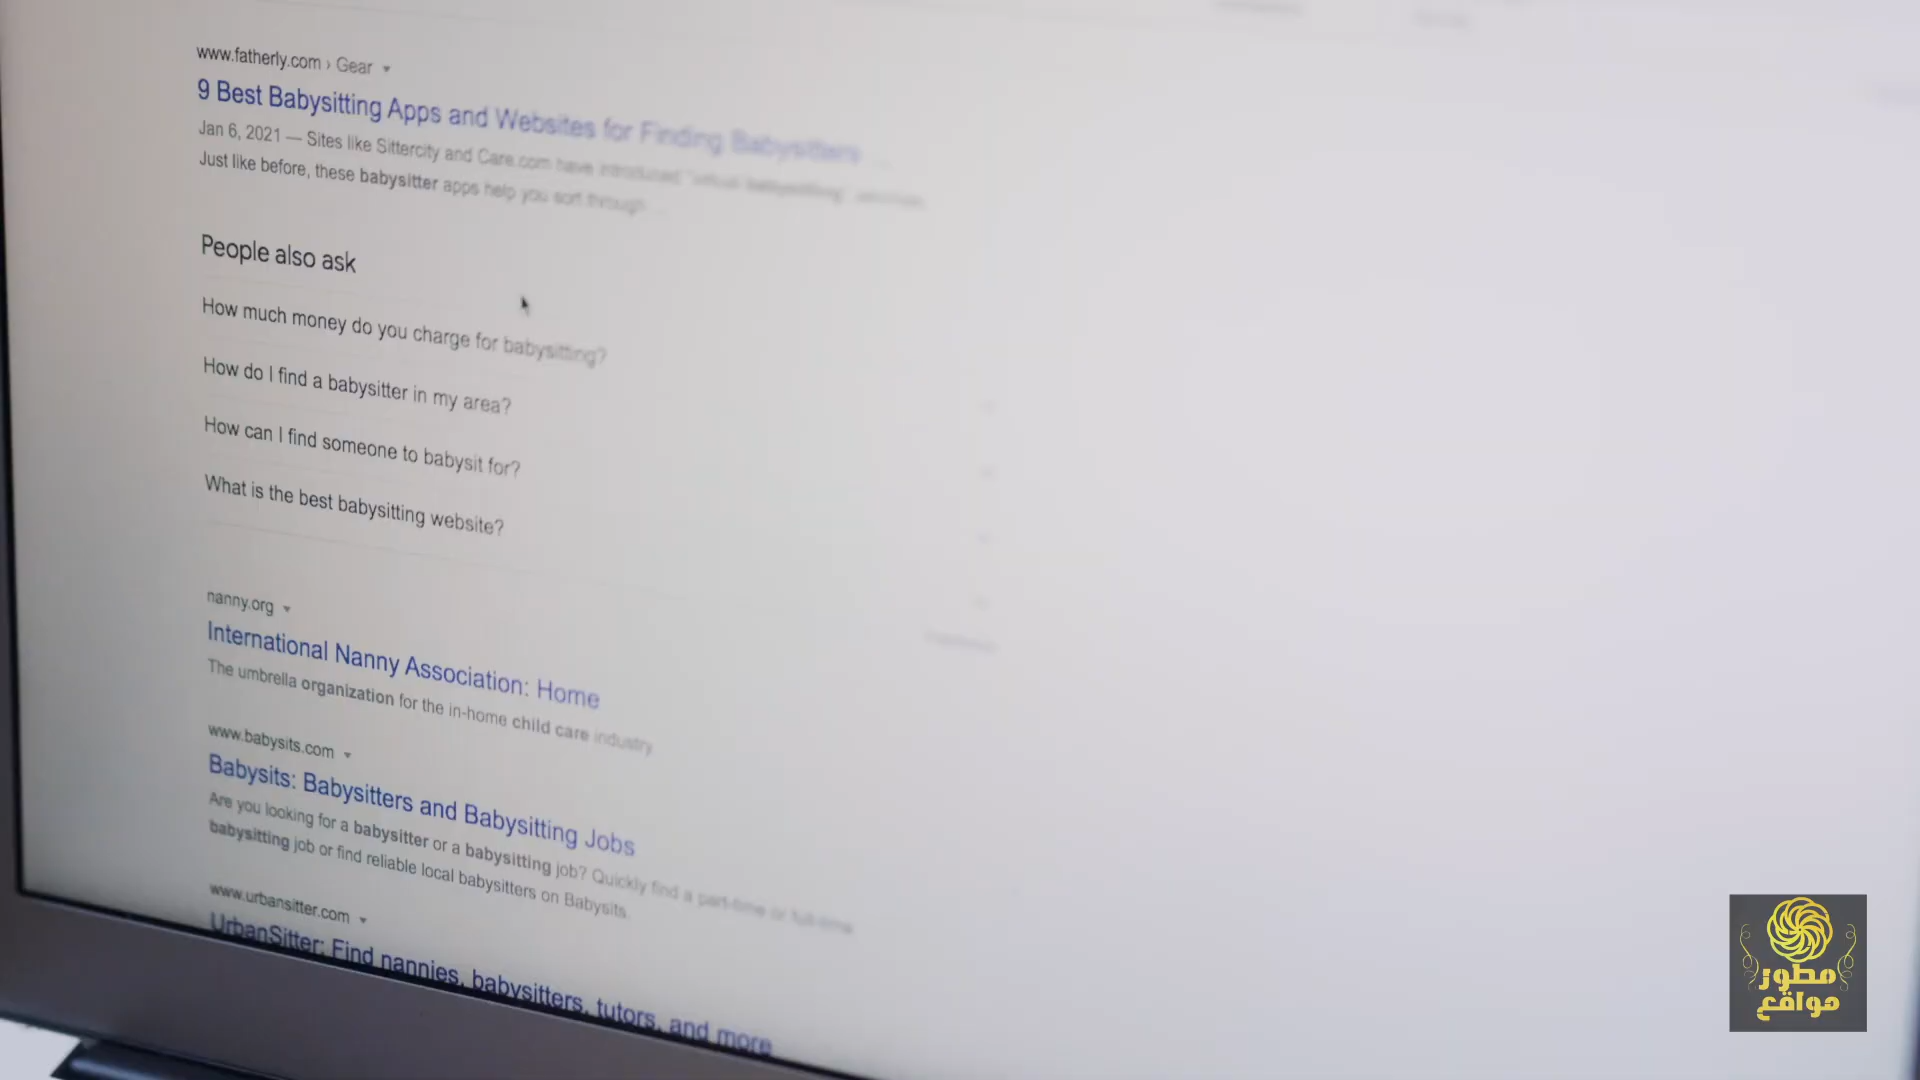 www.fatherly.com › Gear
9 Best Babysitting Apps and Websites for Finding Babysitters
Jan 6, 2021 — Sites like Sittercity and Care.com have introduced "virtual babysitting"
Just like before, these babysitter apps help you sort through ...
People also ask
How much money do you charge for babysitting?
How do I find a babysitter in my area?
How can I find someone to babysit for?
What is the best babysitting website?
nanny.org
International Nanny Association: Home
The umbrella organization for the in-home child care industry
www.babysits.com
Babysits: Babysitters and Babysitting Jobs
Are you looking for a babysitter or a babysitting job? Quickly find a part-time or full-time
babysitting job or find reliable local babysitters on Babysits.
www.urbansitter.com
UrbanSitter: Find nannies, babysitters, tutors, and more
مطور
مواقع